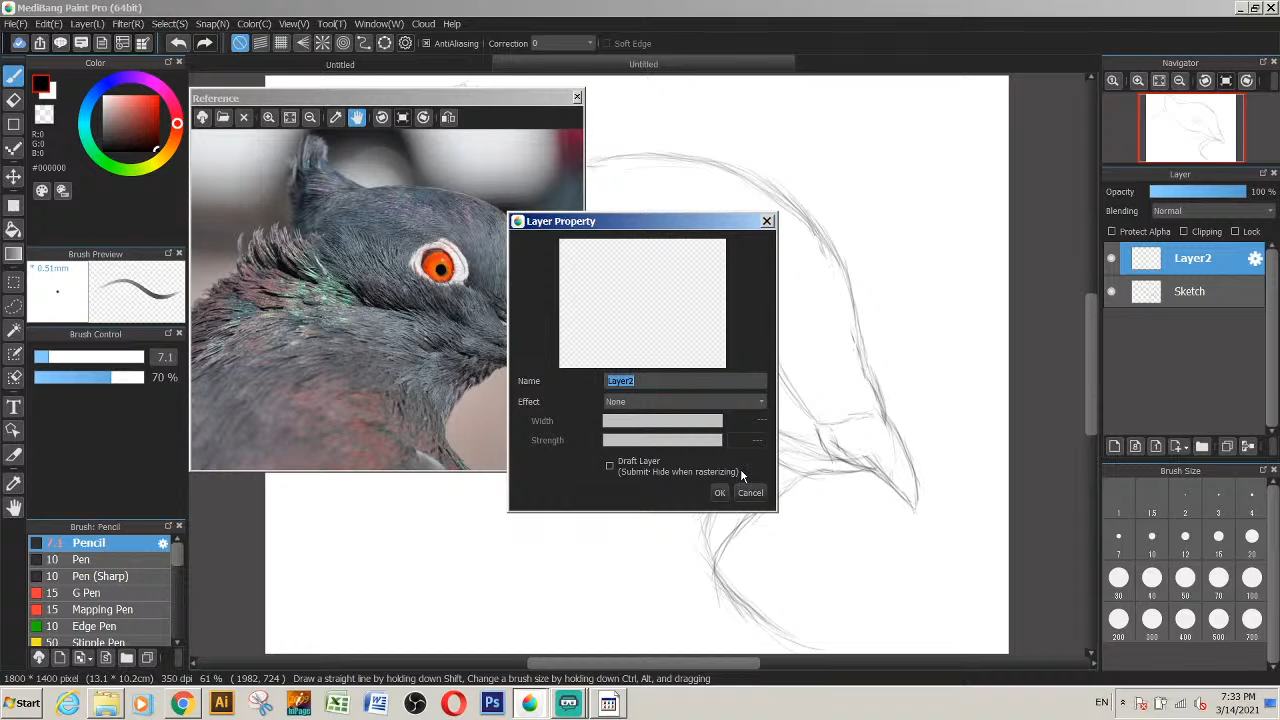 MediBang Paint Pro (64bit)
File(F) Edit(E) Layer(L) Filter(R) Select(S) Snap(N) Color(C) View(V) Tool(T) Window(W) Cloud Help
AntiAliasing Correction 0 Soft Edge
Color
Untitled
Untitled
Navigator
R:0
G:0
B:0
#000000
Reference
Layer
Opacity 100 %
Blending Normal
Protect Alpha Clipping Lock
Layer2
Sketch
Brush Preview
* 0.51mm
Brush Control
7.1
70 %
Layer Property
Name Layer2
Effect None
Width ---
Strength ---
Draft Layer
(Submit: Hide when rasterizing)
OK Cancel
Brush Size
1 1.5 2 3 4
7 10 12 15 20
30 40 50 70 100
200 300 400 500 700
Brush: Pencil
7.1 Pencil
10 Pen
10 Pen (Sharp)
15 G Pen
15 Mapping Pen
10 Edge Pen
50 Stipple Pen
1800 * 1400 pixel (13.1 * 10.2cm) 350 dpi 61 % ( 1982, 724 ) Draw a straight line by holding down Shift, Change a brush size by holding down Ctrl, Alt, and dragging
Start
Ai
Ps
EN
7:33 PM
3/14/2021